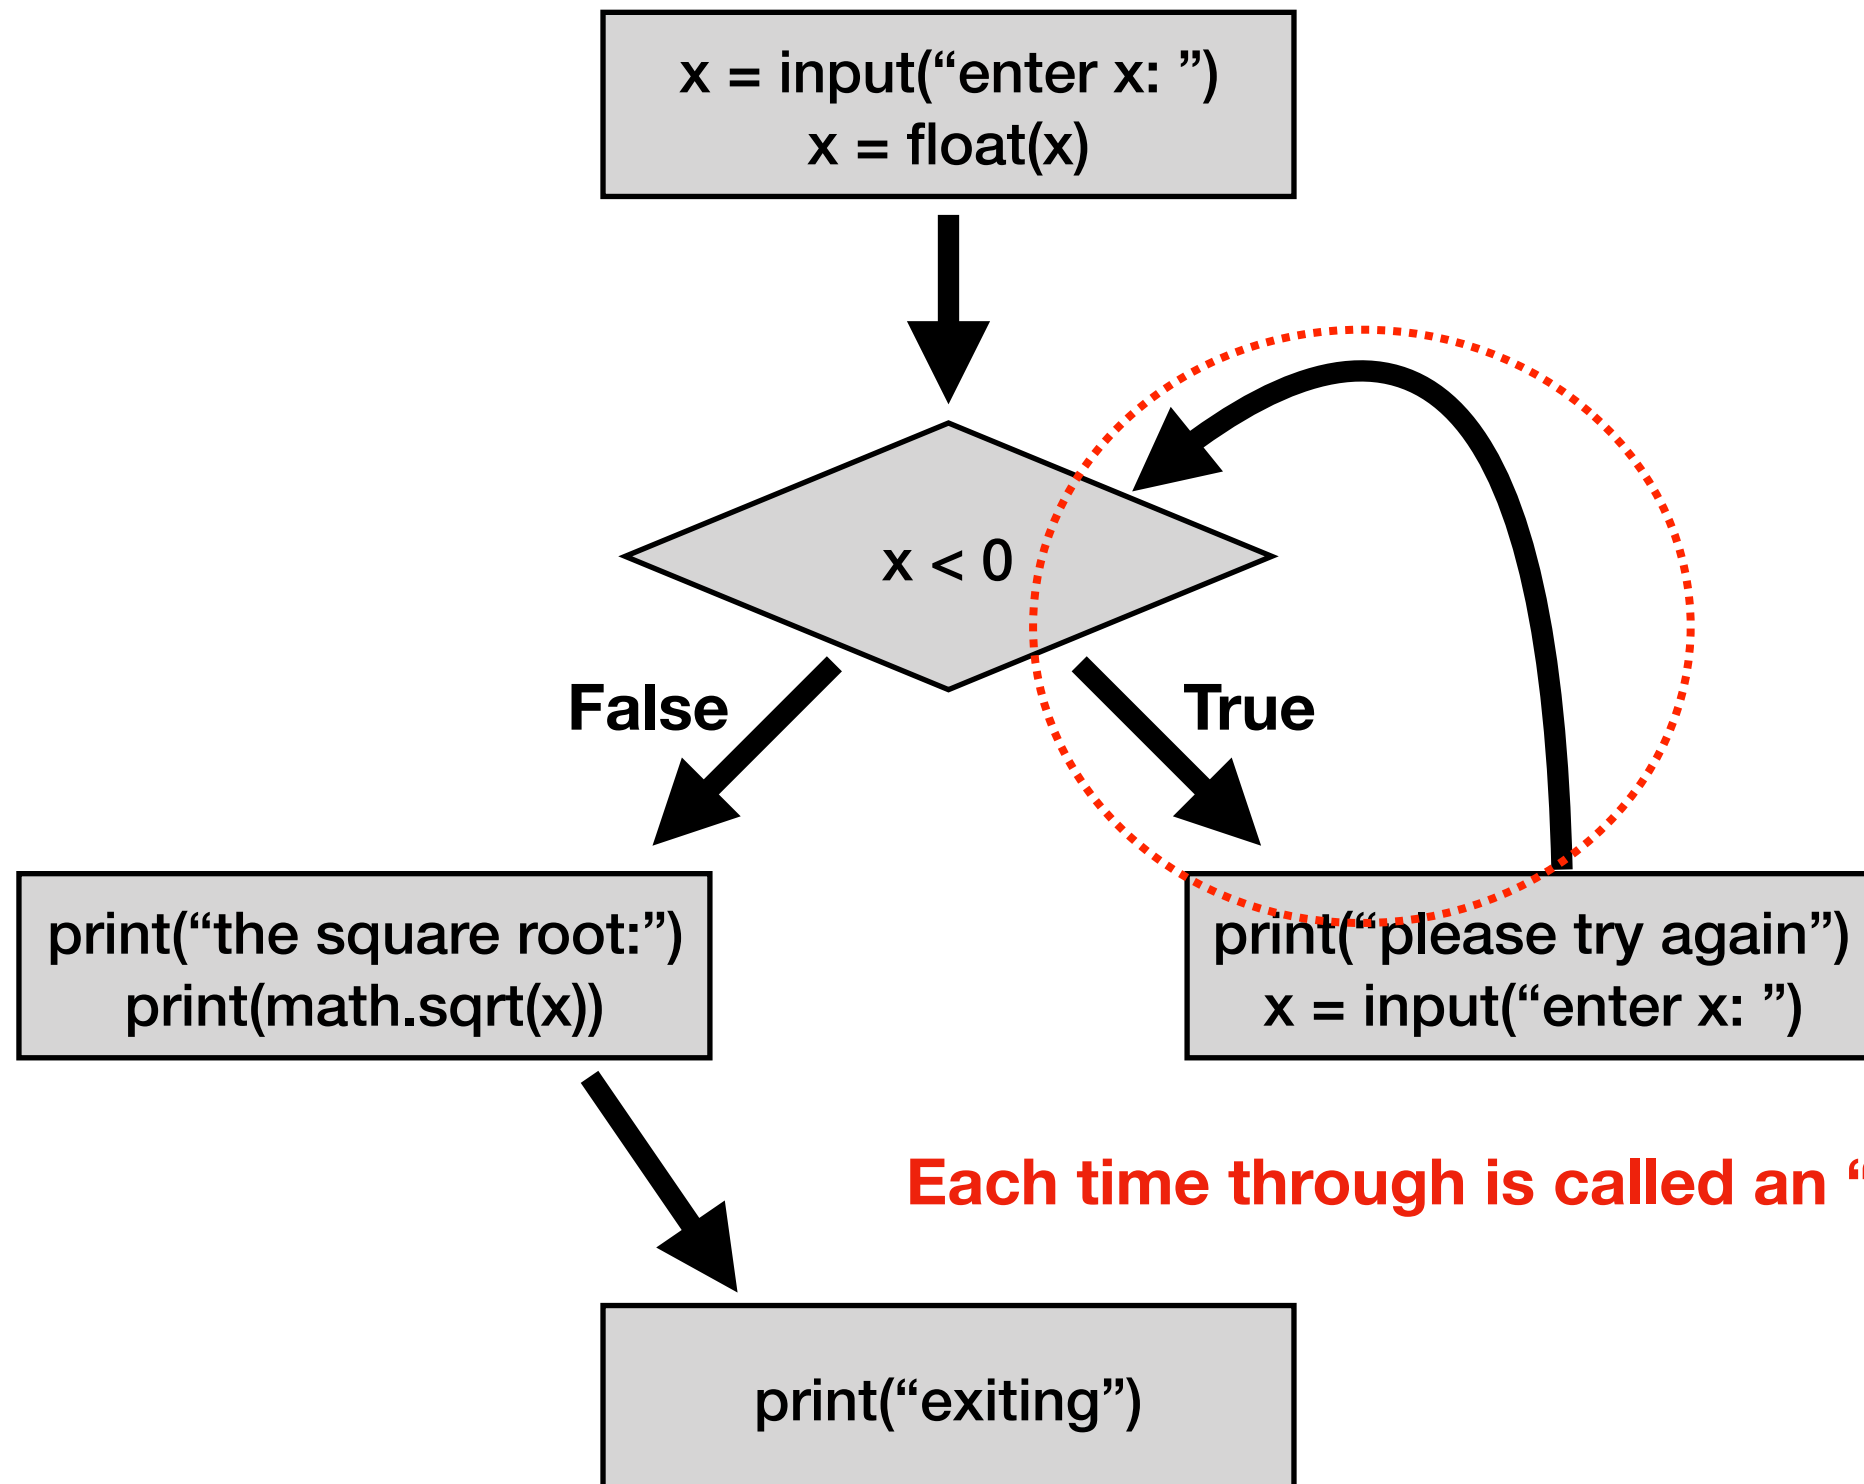 x = input(“enter x: ”)
x = float(x)
x < 0
False
True
print(“the square root:”)
print(math.sqrt(x))
print(“please try again”)
x = input(“enter x: ”)
Each time through is called an “
print(“exiting”)